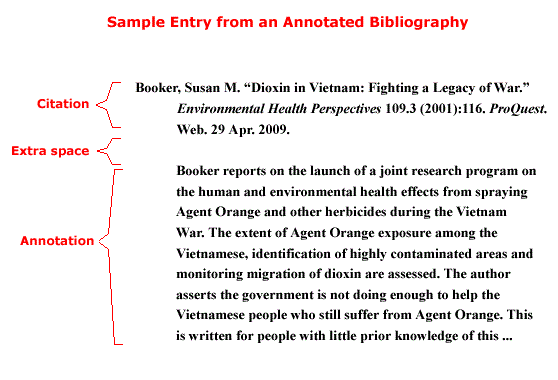 Sample Entry from an Annotated Bibliography
Citation
Booker, Susan M. “Dioxin in Vietnam: Fighting a Legacy of War.”
Environmental Health Perspectives 109.3 (2001):116. ProQuest.
Web. 29 Apr. 2009.
Extra space
Annotation
Booker reports on the launch of a joint research program on
the human and environmental health effects from spraying
Agent Orange and other herbicides during the Vietnam
War. The extent of Agent Orange exposure among the
Vietnamese, identification of highly contaminated areas and
monitoring migration of dioxin are assessed. The author
asserts the government is not doing enough to help the
Vietnamese people who still suffer from Agent Orange. This
is written for people with little prior knowledge of this ...